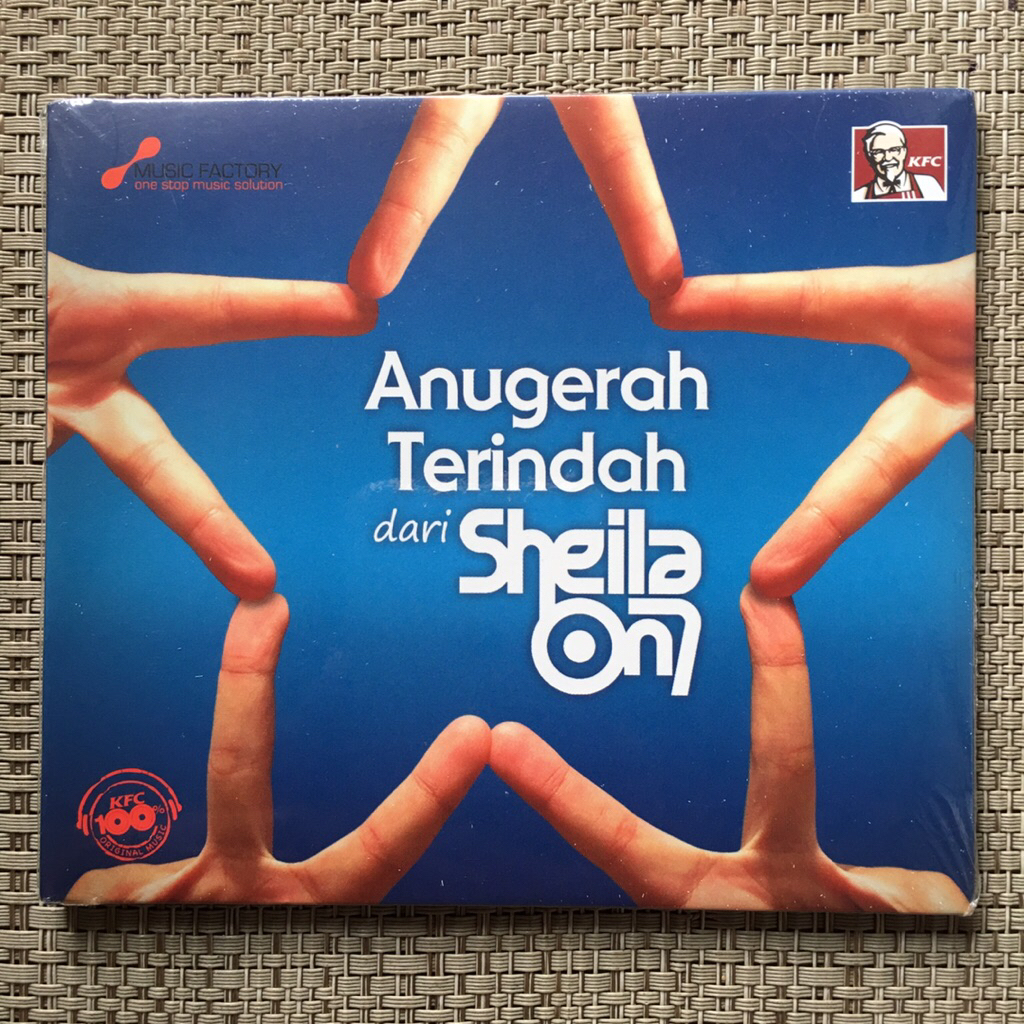 MUSIC FACTORY
one stop music solution
KFC
Anugerah
Terindah
dari Sheila
On7
KFC
100%
ORIGINAL MUSIC